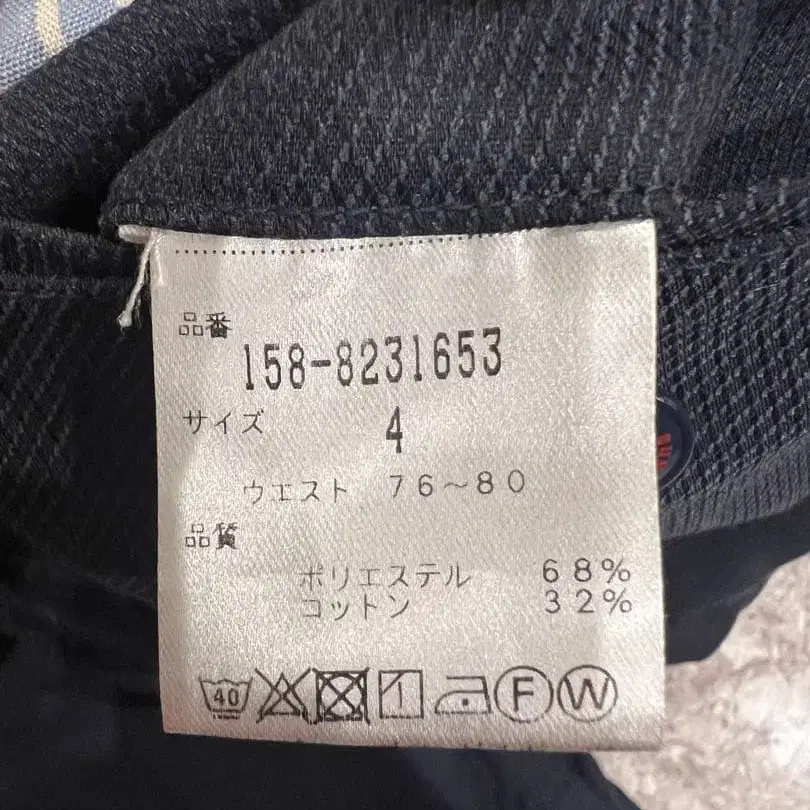 品番
158-8231653
サイズ 4
ウエスト 76～80
品質
ポリエステル 68%
コットン 32%
40 F W